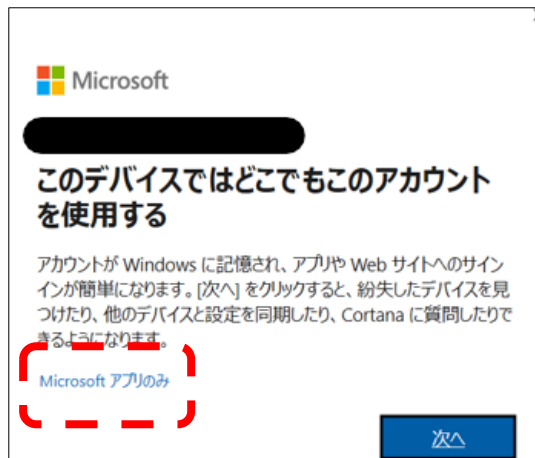 Microsoft
このデバイスではどこでもこのアカウント
を使用する
アカウントが Windows に記憶され、アプリや Web サイトへのサイン
インが簡単になります。[次へ] をクリックすると、紛失したデバイスを見
つけたり、他のデバイスと設定を同期したり、Cortana に質問したりで
きるようになります。
Microsoft アプリのみ
次へ